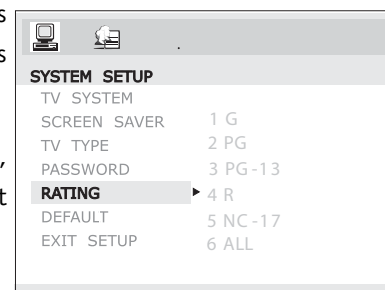 s
s
,
t
.
SYSTEM SETUP
TV SYSTEM
SCREEN SAVER
TV TYPE
PASSWORD
RATING
DEFAULT
EXIT SETUP
1 G
2 PG
3 PG-13
4 R
5 NC-17
6 ALL